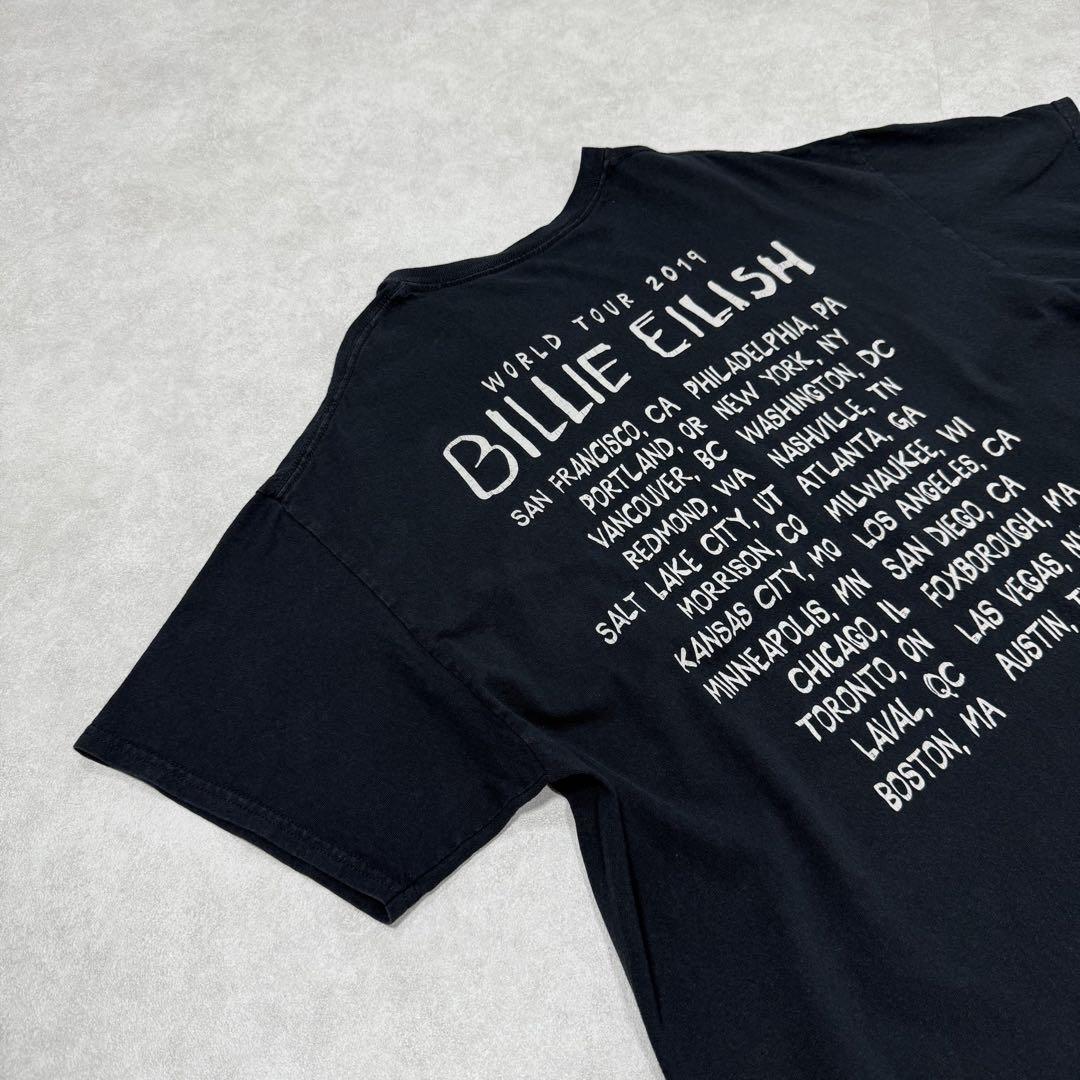 WORLD TOUR 2019
BILLIE EILISH
SAN FRANCISCO, CA PHILADELPHIA, PA
PORTLAND, OR NEW YORK, NY
VANCOUVER, BC WASHINGTON, DC
REDMOND, WA NASHVILLE, TN
SALT LAKE CITY, UT ATLANTA, GA
MORRISON, CO MILWAUKEE, WI
KANSAS CITY, MO LOS ANGELES, CA
MINNEAPOLIS, MN SAN DIEGO, CA
CHICAGO, IL FOXBOROUGH, MA
TORONTO, ON LAS VEGAS,
LAVAL, QC AUSTIN,
BOSTON, MA